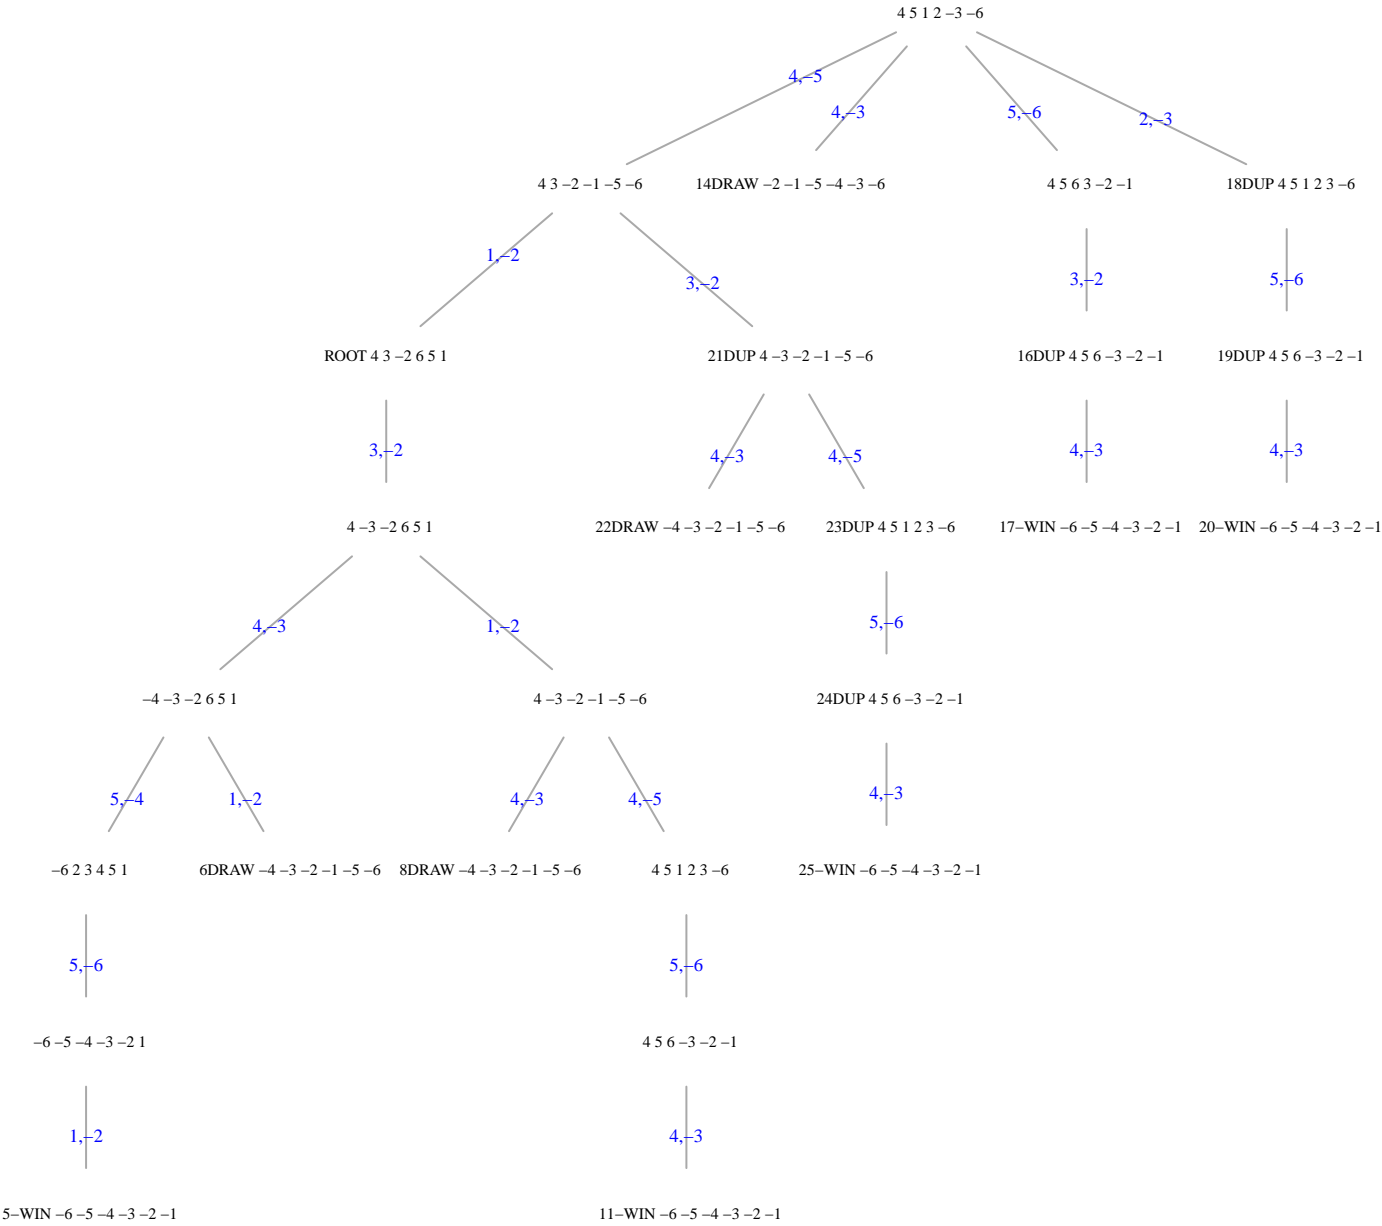 4 5 1 2 –3 –6
4,–5
4,–3
5,–6
2,–3
4 3 –2 –1 –5 –6
14DRAW –2 –1 –5 –4 –3 –6
4 5 6 3 –2 –1
18DUP 4 5 1 2 3 –6
1,–2
3,–2
3,–2
5,–6
ROOT 4 3 –2 6 5 1
21DUP 4 –3 –2 –1 –5 –6
16DUP 4 5 6 –3 –2 –1
19DUP 4 5 6 –3 –2 –1
3,–2
4,–3
4,–5
4,–3
4,–3
4 –3 –2 6 5 1
22DRAW –4 –3 –2 –1 –5 –6
23DUP 4 5 1 2 3 –6
17–WIN –6 –5 –4 –3 –2 –1
20–WIN –6 –5 –4 –3 –2 –1
4,–3
1,–2
5,–6
–4 –3 –2 6 5 1
4 –3 –2 –1 –5 –6
24DUP 4 5 6 –3 –2 –1
5,–4
1,–2
4,–3
4,–5
4,–3
–6 2 3 4 5 1
6DRAW –4 –3 –2 –1 –5 –6
8DRAW –4 –3 –2 –1 –5 –6
4 5 1 2 3 –6
25–WIN –6 –5 –4 –3 –2 –1
5,–6
5,–6
–6 –5 –4 –3 –2 1
4 5 6 –3 –2 –1
1,–2
4,–3
5–WIN –6 –5 –4 –3 –2 –1
11–WIN –6 –5 –4 –3 –2 –1